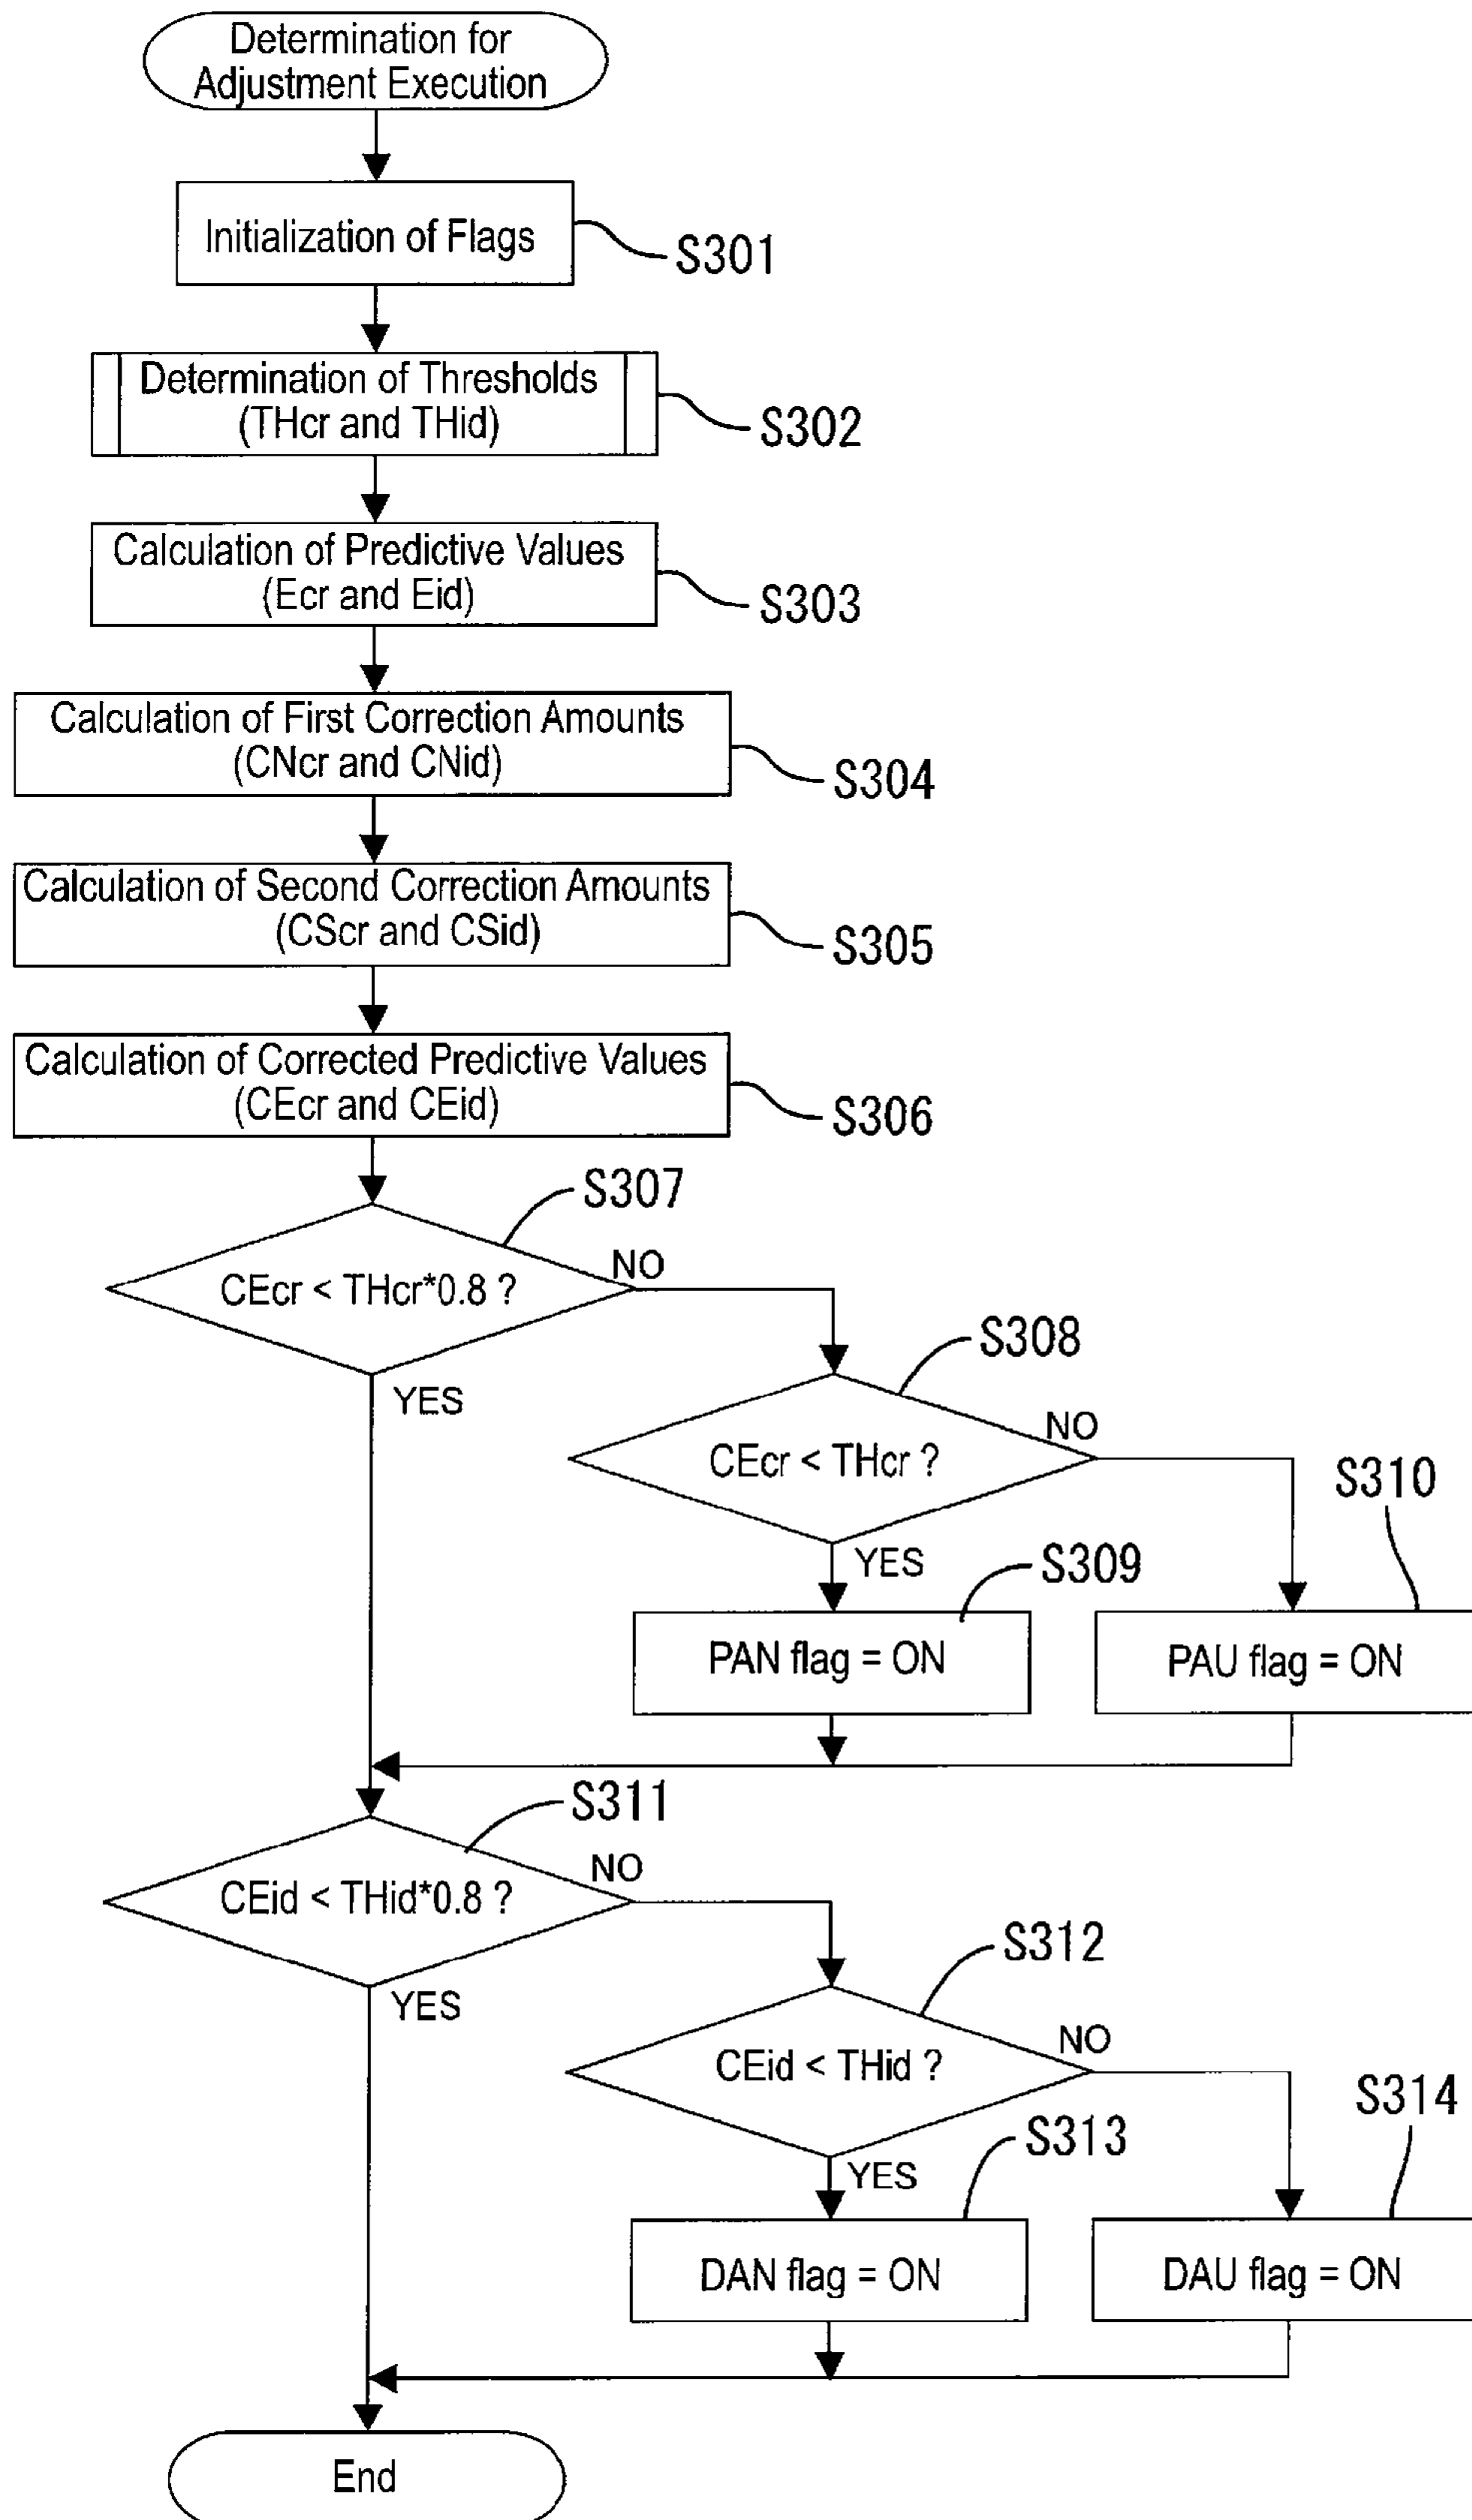 Determination for
Adjustment Execution
Initialization of Flags
S301
Determination of Thresholds
(THcr and THid)
S302
Calculation of Predictive Values
(Ecr and Eid)
S303
Calculation of First Correction Amounts
(CNcr and CNid)
S304
Calculation of Second Correction Amounts
(CScr and CSid)
S305
Calculation of Corrected Predictive Values
(CEcr and CEid)
S306
S307
CEcr < THcr*0.8 ?
NO
YES
S308
CEcr < THcr ?
NO
YES
S309
S310
PAN flag = ON
PAU flag = ON
S311
CEid < THid*0.8 ?
NO
YES
S312
CEid < THid ?
NO
YES
S313
S314
DAN flag = ON
DAU flag = ON
End